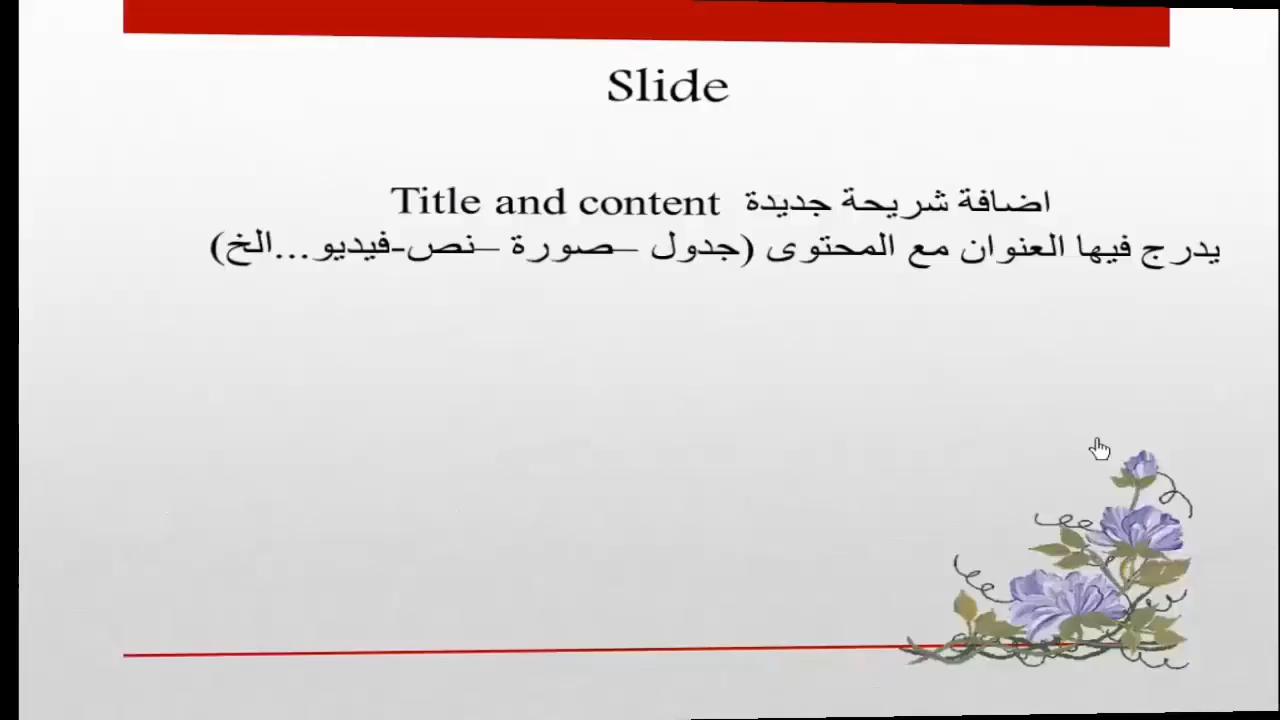 Slide
اضافة شريحة جديدة Title and content
يدرج فيها العنوان مع المحتوى (جدول –صورة –نص-فيديو...الخ)